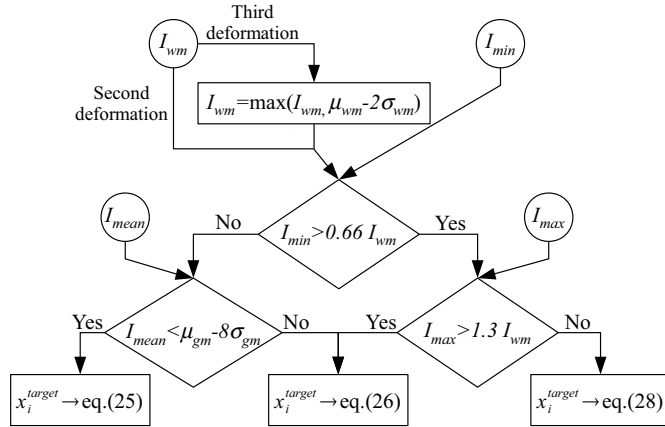 Third
deformation
I_wm
I_min
Second
deformation
I_wm=max(I_wm, μ_wm-2σ_wm)
I_mean
No
I_min>0.66 I_wm
Yes
I_max
Yes
I_mean<μ_gm-8σ_gm
No
Yes
I_max>1.3 I_wm
No
x_i^target→eq.(25)
x_i^target→eq.(26)
x_i^target→eq.(28)